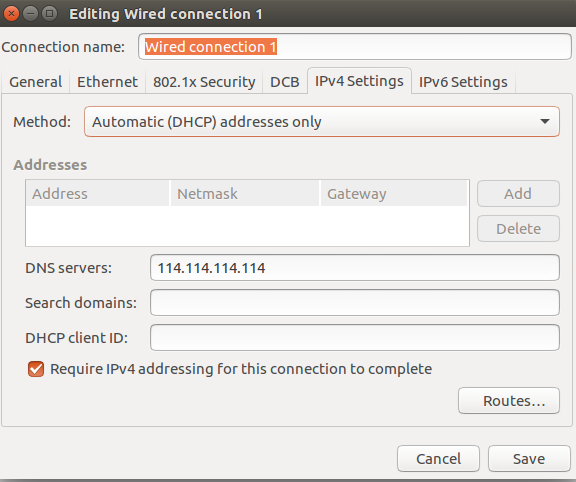 Editing Wired connection 1
Connection name: Wired connection 1
General Ethernet 802.1x Security DCB IPv4 Settings IPv6 Settings
Method: Automatic (DHCP) addresses only
Addresses
Address Netmask Gateway Add
Delete
DNS servers: 114.114.114.114
Search domains:
DHCP client ID:
Require IPv4 addressing for this connection to complete
Routes...
Cancel Save